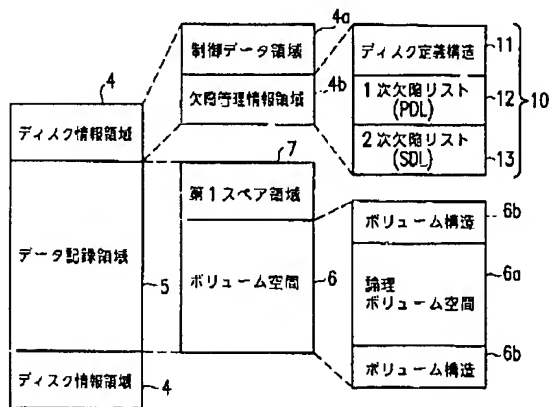 4
ディスク情報領域
データ記録領域
5
ディスク情報領域
4
制御データ領域
4a
欠陥管理情報領域
4b
7
第1スペア領域
ボリューム空間
6
ディスク定義構造
11
1次欠陥リスト
(PDL)
12
2次欠陥リスト
(SDL)
13
10
ボリューム構造
6b
論理
ボリューム空間
6a
6b
ボリューム構造